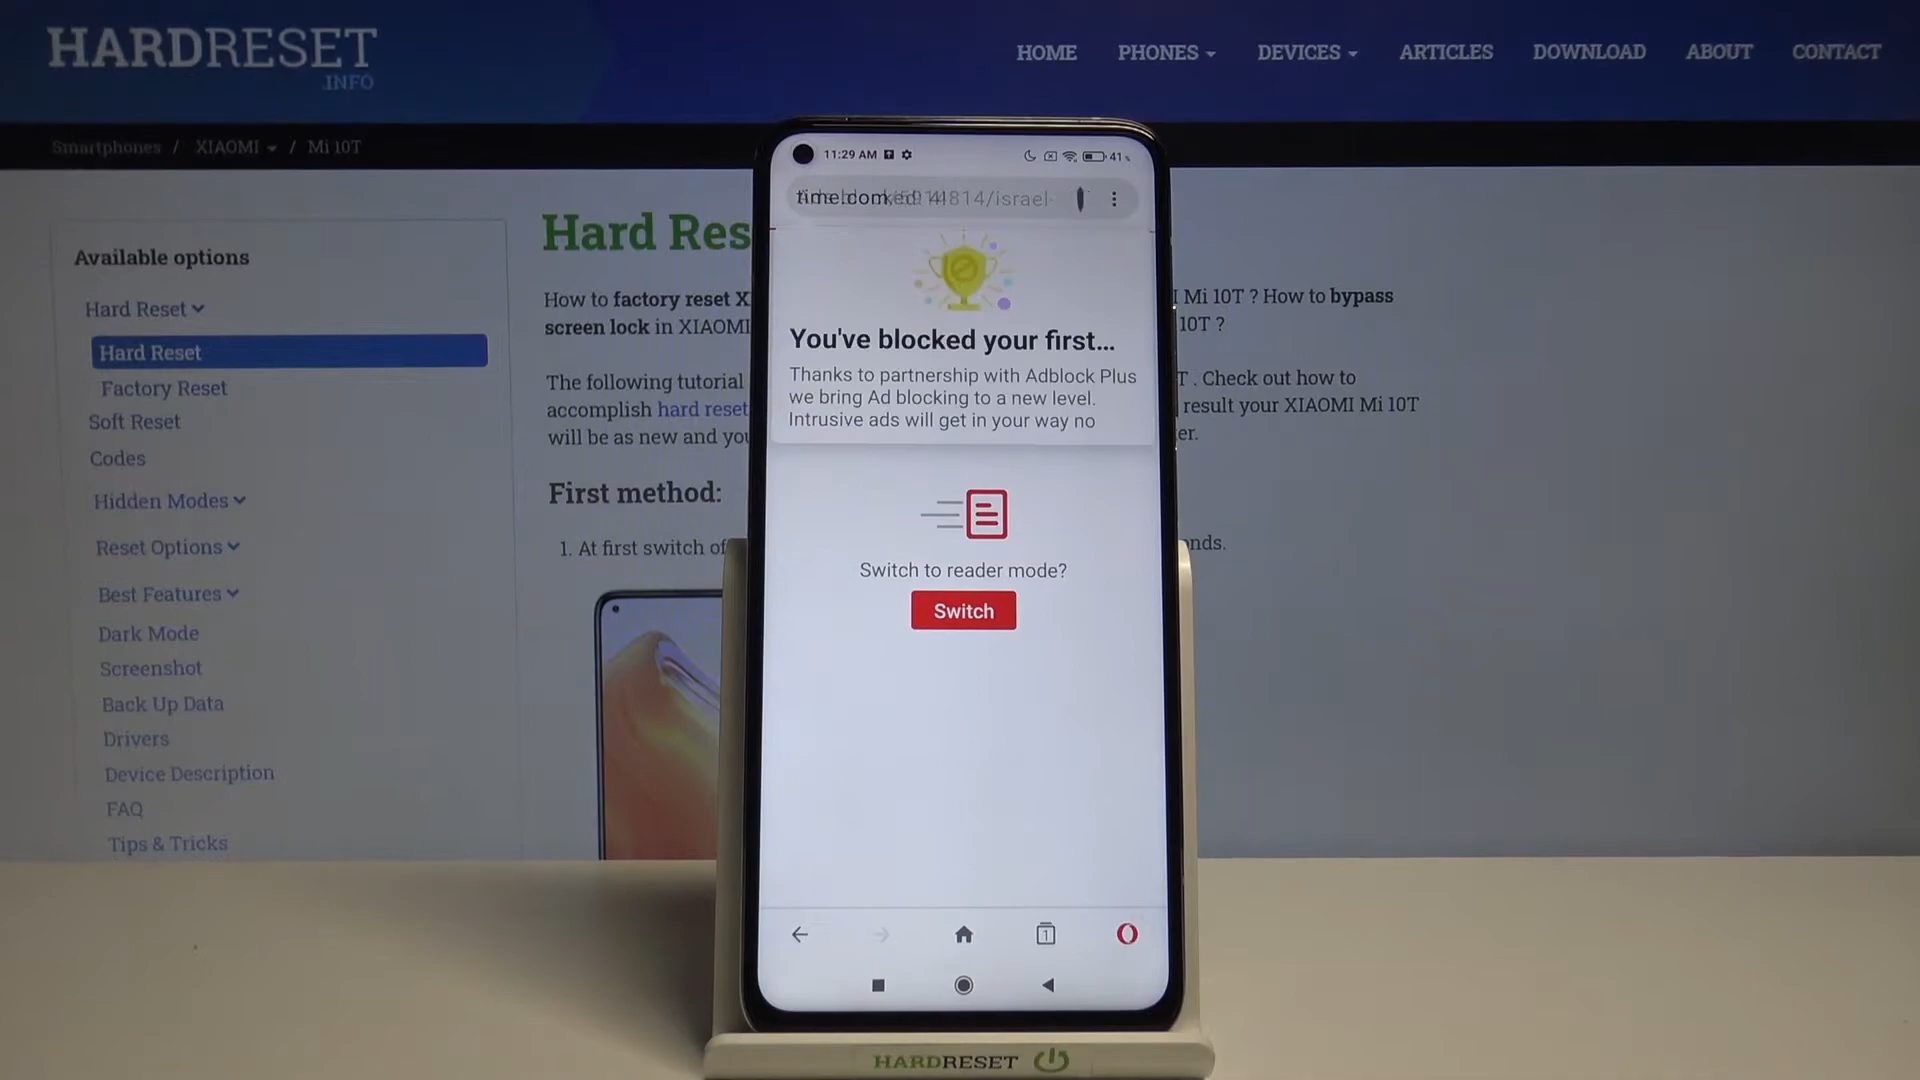 HARDRESET
.INFO
HOME PHONES DEVICES ARTICLES DOWNLOAD ABOUT CONTACT
Smartphones / XIAOMI / Mi 10T
Available options
Hard Reset
Hard Reset
Factory Reset
Soft Reset
Codes
Hidden Modes
Reset Options
Best Features
Dark Mode
Screenshot
Back Up Data
Drivers
Device Description
FAQ
Tips & Tricks
Hard Res
How to factory reset X
I Mi 10T ? How to bypass
screen lock in XIAOMI
10T ?
The following tutorial
T . Check out how to
accomplish hard reset
result your XIAOMI Mi 10T
will be as new and you
er.
First method:
1. At first switch of
nds.
11:29 AM 41%
time.com 814/israel-
You've blocked your first...
Thanks to partnership with Adblock Plus
we bring Ad blocking to a new level.
Intrusive ads will get in your way no
Switch to reader mode?
Switch
1
HARDRESET